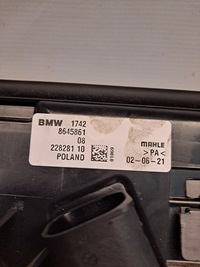 BMW 1742
8645861
08
228281 10
POLAND
MAHLE
>PA<
02-06-21